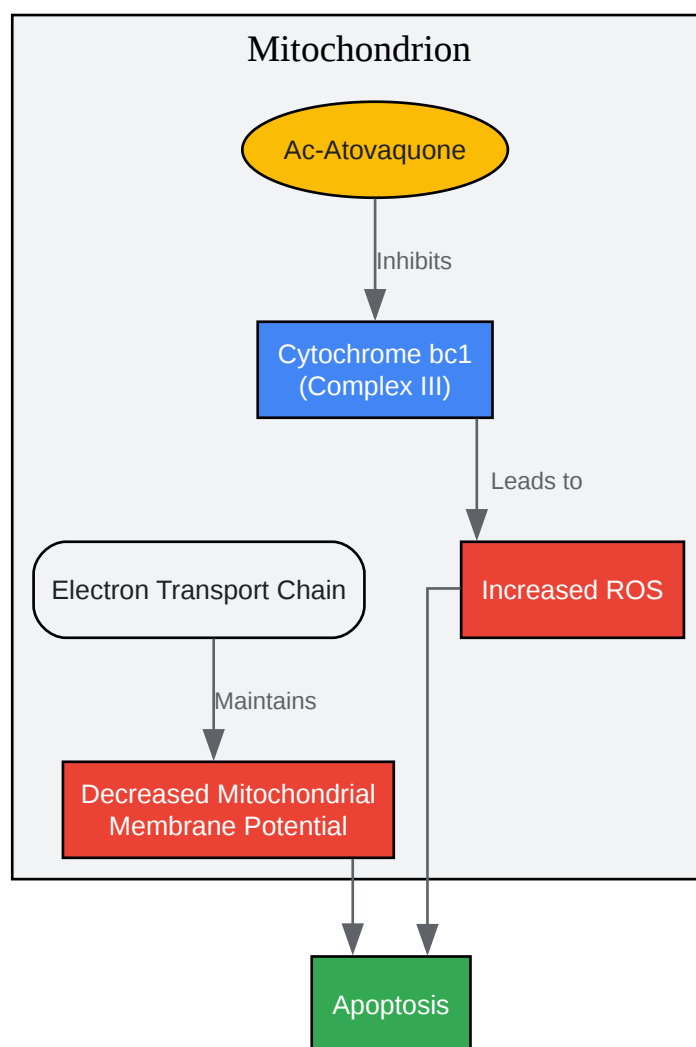 Mitochondrion
Ac-Atovaquone
Inhibits
Cytochrome bc1
(Complex III)
Leads to
Electron Transport Chain
Increased ROS
Maintains
Decreased Mitochondrial
Membrane Potential
Apoptosis